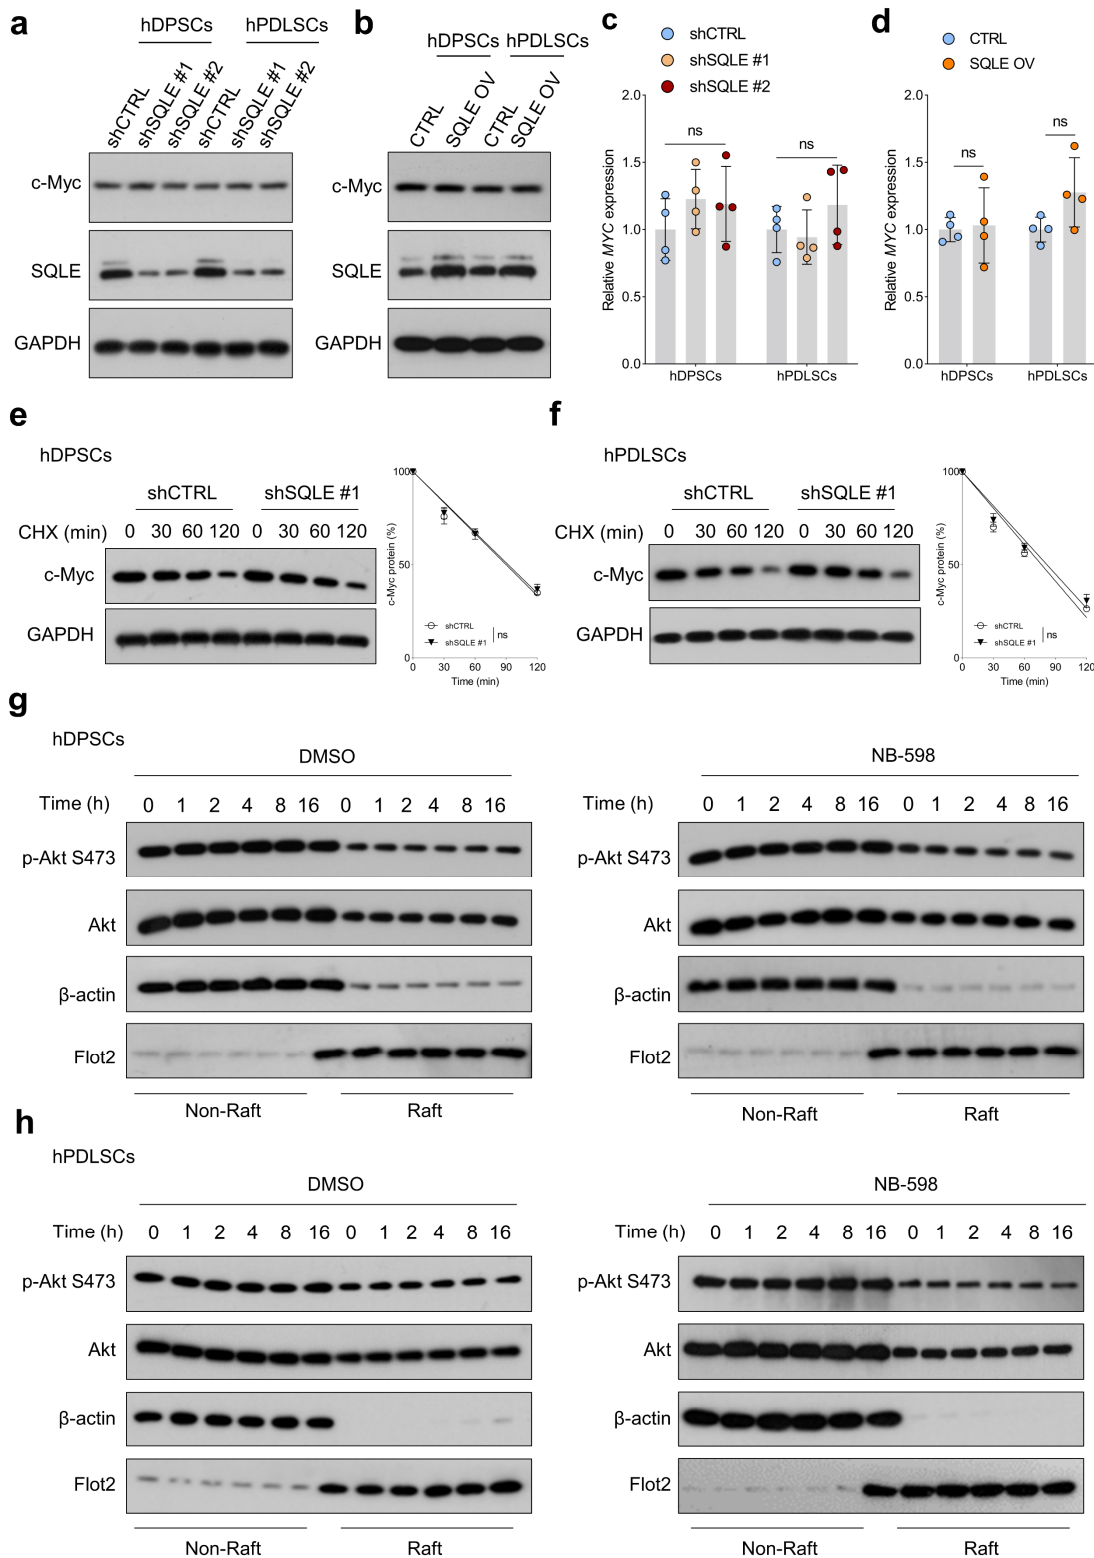 a
hDPSCs hPDLSCs
shCTRL shSQLE #1 shSQLE #2 shCTRL shSQLE #1 shSQLE #2
c-Myc
SQLE
GAPDH
b
hDPSCs hPDLSCs
CTRL SQLE OV CTRL SQLE OV
c-Myc
SQLE
GAPDH
c
shCTRL
shSQLE #1
shSQLE #2
Relative MYC expression
2.0
1.5
1.0
0.5
0.0
ns ns
hDPSCs hPDLSCs
d
CTRL
SQLE OV
Relative MYC expression
2.0
1.5
1.0
0.5
0.0
ns ns
hDPSCs hPDLSCs
e
hDPSCs
shCTRL shSQLE #1
CHX (min) 0 30 60 120 0 30 60 120
c-Myc
GAPDH
c-Myc protein (%)
100
50
0
shCTRL
shSQLE #1
ns
0 30 60 90 120
Time (min)
f
hPDLSCs
shCTRL shSQLE #1
CHX (min) 0 30 60 120 0 30 60 120
c-Myc
GAPDH
c-Myc protein (%)
100
50
0
shCTRL
shSQLE #1
ns
0 30 60 90 120
Time (min)
g
hDPSCs
DMSO
Time (h) 0 1 2 4 8 16 0 1 2 4 8 16
p-Akt S473
Akt
β-actin
Flot2
Non-Raft Raft
NB-598
Time (h) 0 1 2 4 8 16 0 1 2 4 8 16
p-Akt S473
Akt
β-actin
Flot2
Non-Raft Raft
h
hPDLSCs
DMSO
Time (h) 0 1 2 4 8 16 0 1 2 4 8 16
p-Akt S473
Akt
β-actin
Flot2
Non-Raft Raft
NB-598
Time (h) 0 1 2 4 8 16 0 1 2 4 8 16
p-Akt S473
Akt
β-actin
Flot2
Non-Raft Raft